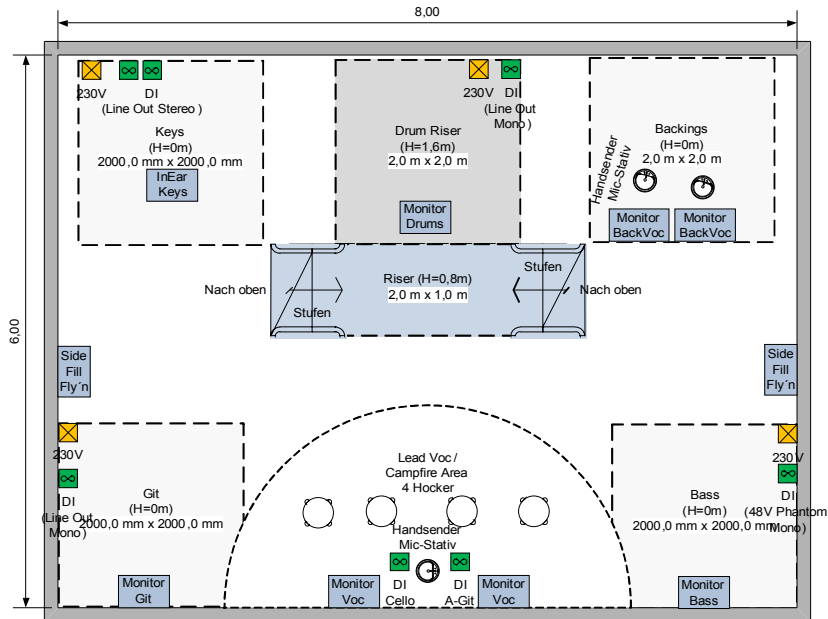 8,00
6,00
230V
DI
(Line Out Stereo )
Keys
(H=0m)
2000,0 mm x 2000,0 mm
InEar
Keys
230V
DI
(Line Out
Mono )
Drum Riser
(H=1,6m)
2,0 m x 2,0 m
Monitor
Drums
Backings
(H=0m)
2,0 m x 2,0 m
Handsender
Mic-Stativ
Monitor
BackVoc
Monitor
BackVoc
Nach oben
Stufen
Riser (H=0,8m)
2,0 m x 1,0 m
Stufen
Nach oben
Side
Fill
Fly´n
Side
Fill
Fly´n
230V
DI
(Line Out
Mono )
Git
(H=0m)
2000,0 mm x 2000,0 mm
Monitor
Git
Lead Voc /
Campfire Area
4 Hocker
Handsender
Mic-Stativ
DI
Cello
DI
A-Git
Monitor
Voc
Monitor
Voc
230V
DI
(48V Phantom
Mono )
Bass
(H=0m)
2000,0 mm x 2000,0 mm
Monitor
Bass